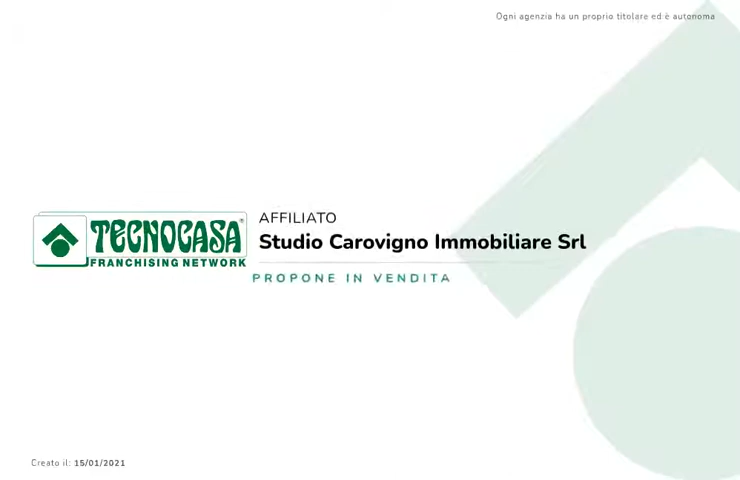 Ogni agenzia ha un proprio titolare ed è autonoma
AFFILIATO
TECNOCASA®
Studio Carovigno Immobiliare Srl
FRANCHISING NETWORK
PROPONE IN VENDITA
Creato il: 15/01/2021